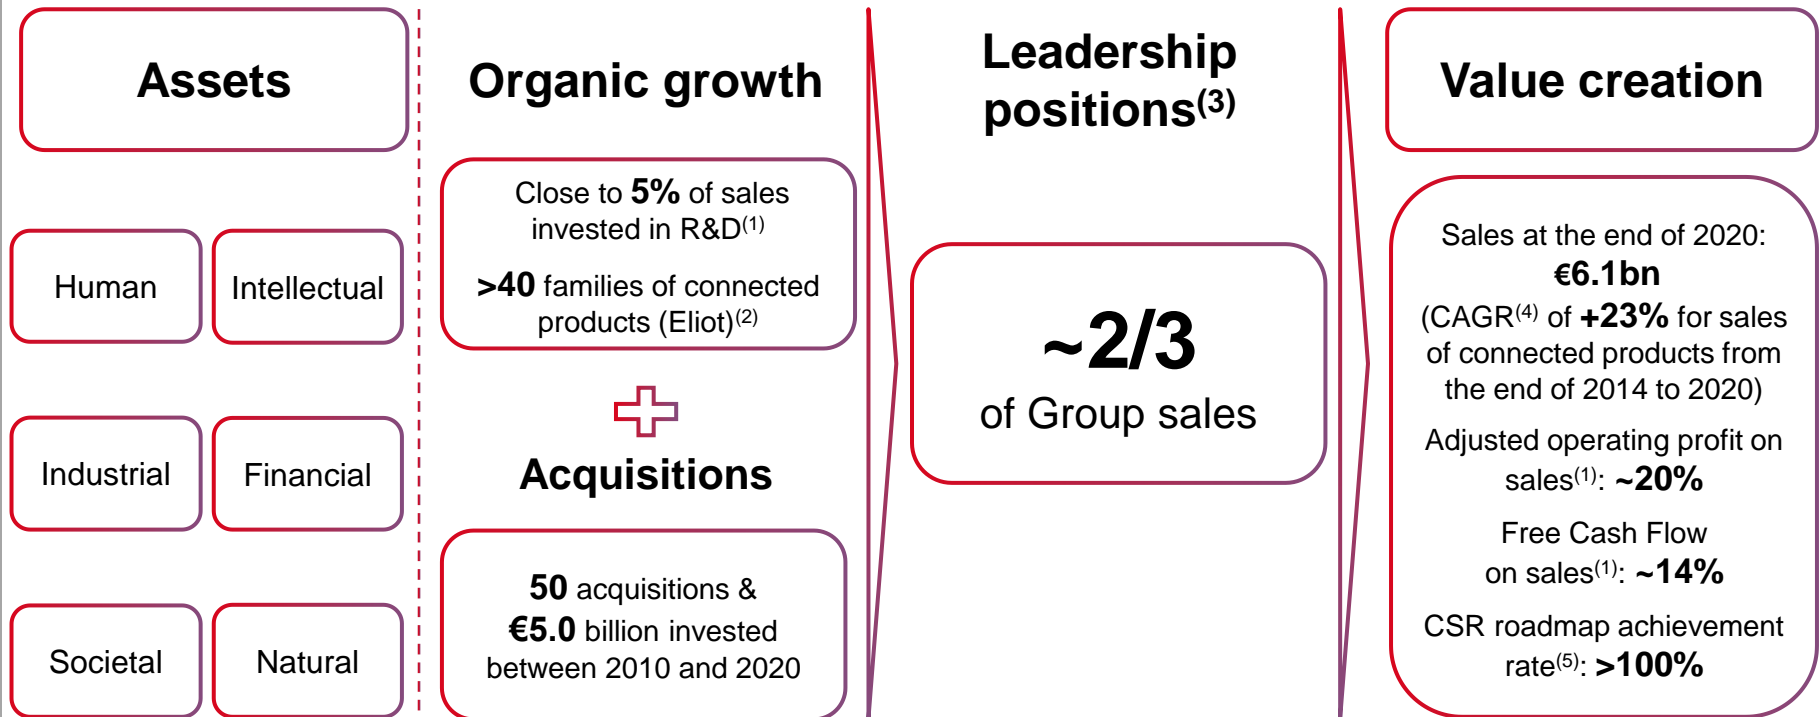 Assets
Human
Intellectual
Industrial
Financial
Societal
Natural
Organic growth
Close to 5% of sales
invested in R&D(1)
>40 families of connected
products (Eliot)(2)
Acquisitions
50 acquisitions &
€5.0 billion invested
between 2010 and 2020
Leadership
positions(3)
~2/3
of Group sales
Value creation
Sales at the end of 2020:
€6.1bn
(CAGR(4) of +23% for sales
of connected products from
the end of 2014 to 2020)
Adjusted operating profit on
sales(1): ~20%
Free Cash Flow
on sales(1): ~14%
CSR roadmap achievement
rate(5): >100%